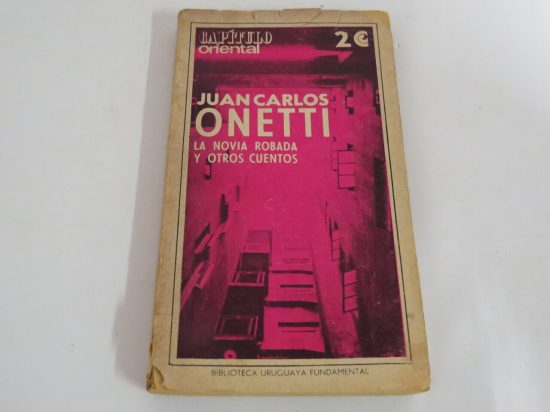 CAPÍTULO
oriental
2C
JUAN CARLOS
ONETTI
LA NOVIA ROBADA
Y OTROS CUENTOS
BIBLIOTECA URUGUAYA FUNDAMENTAL